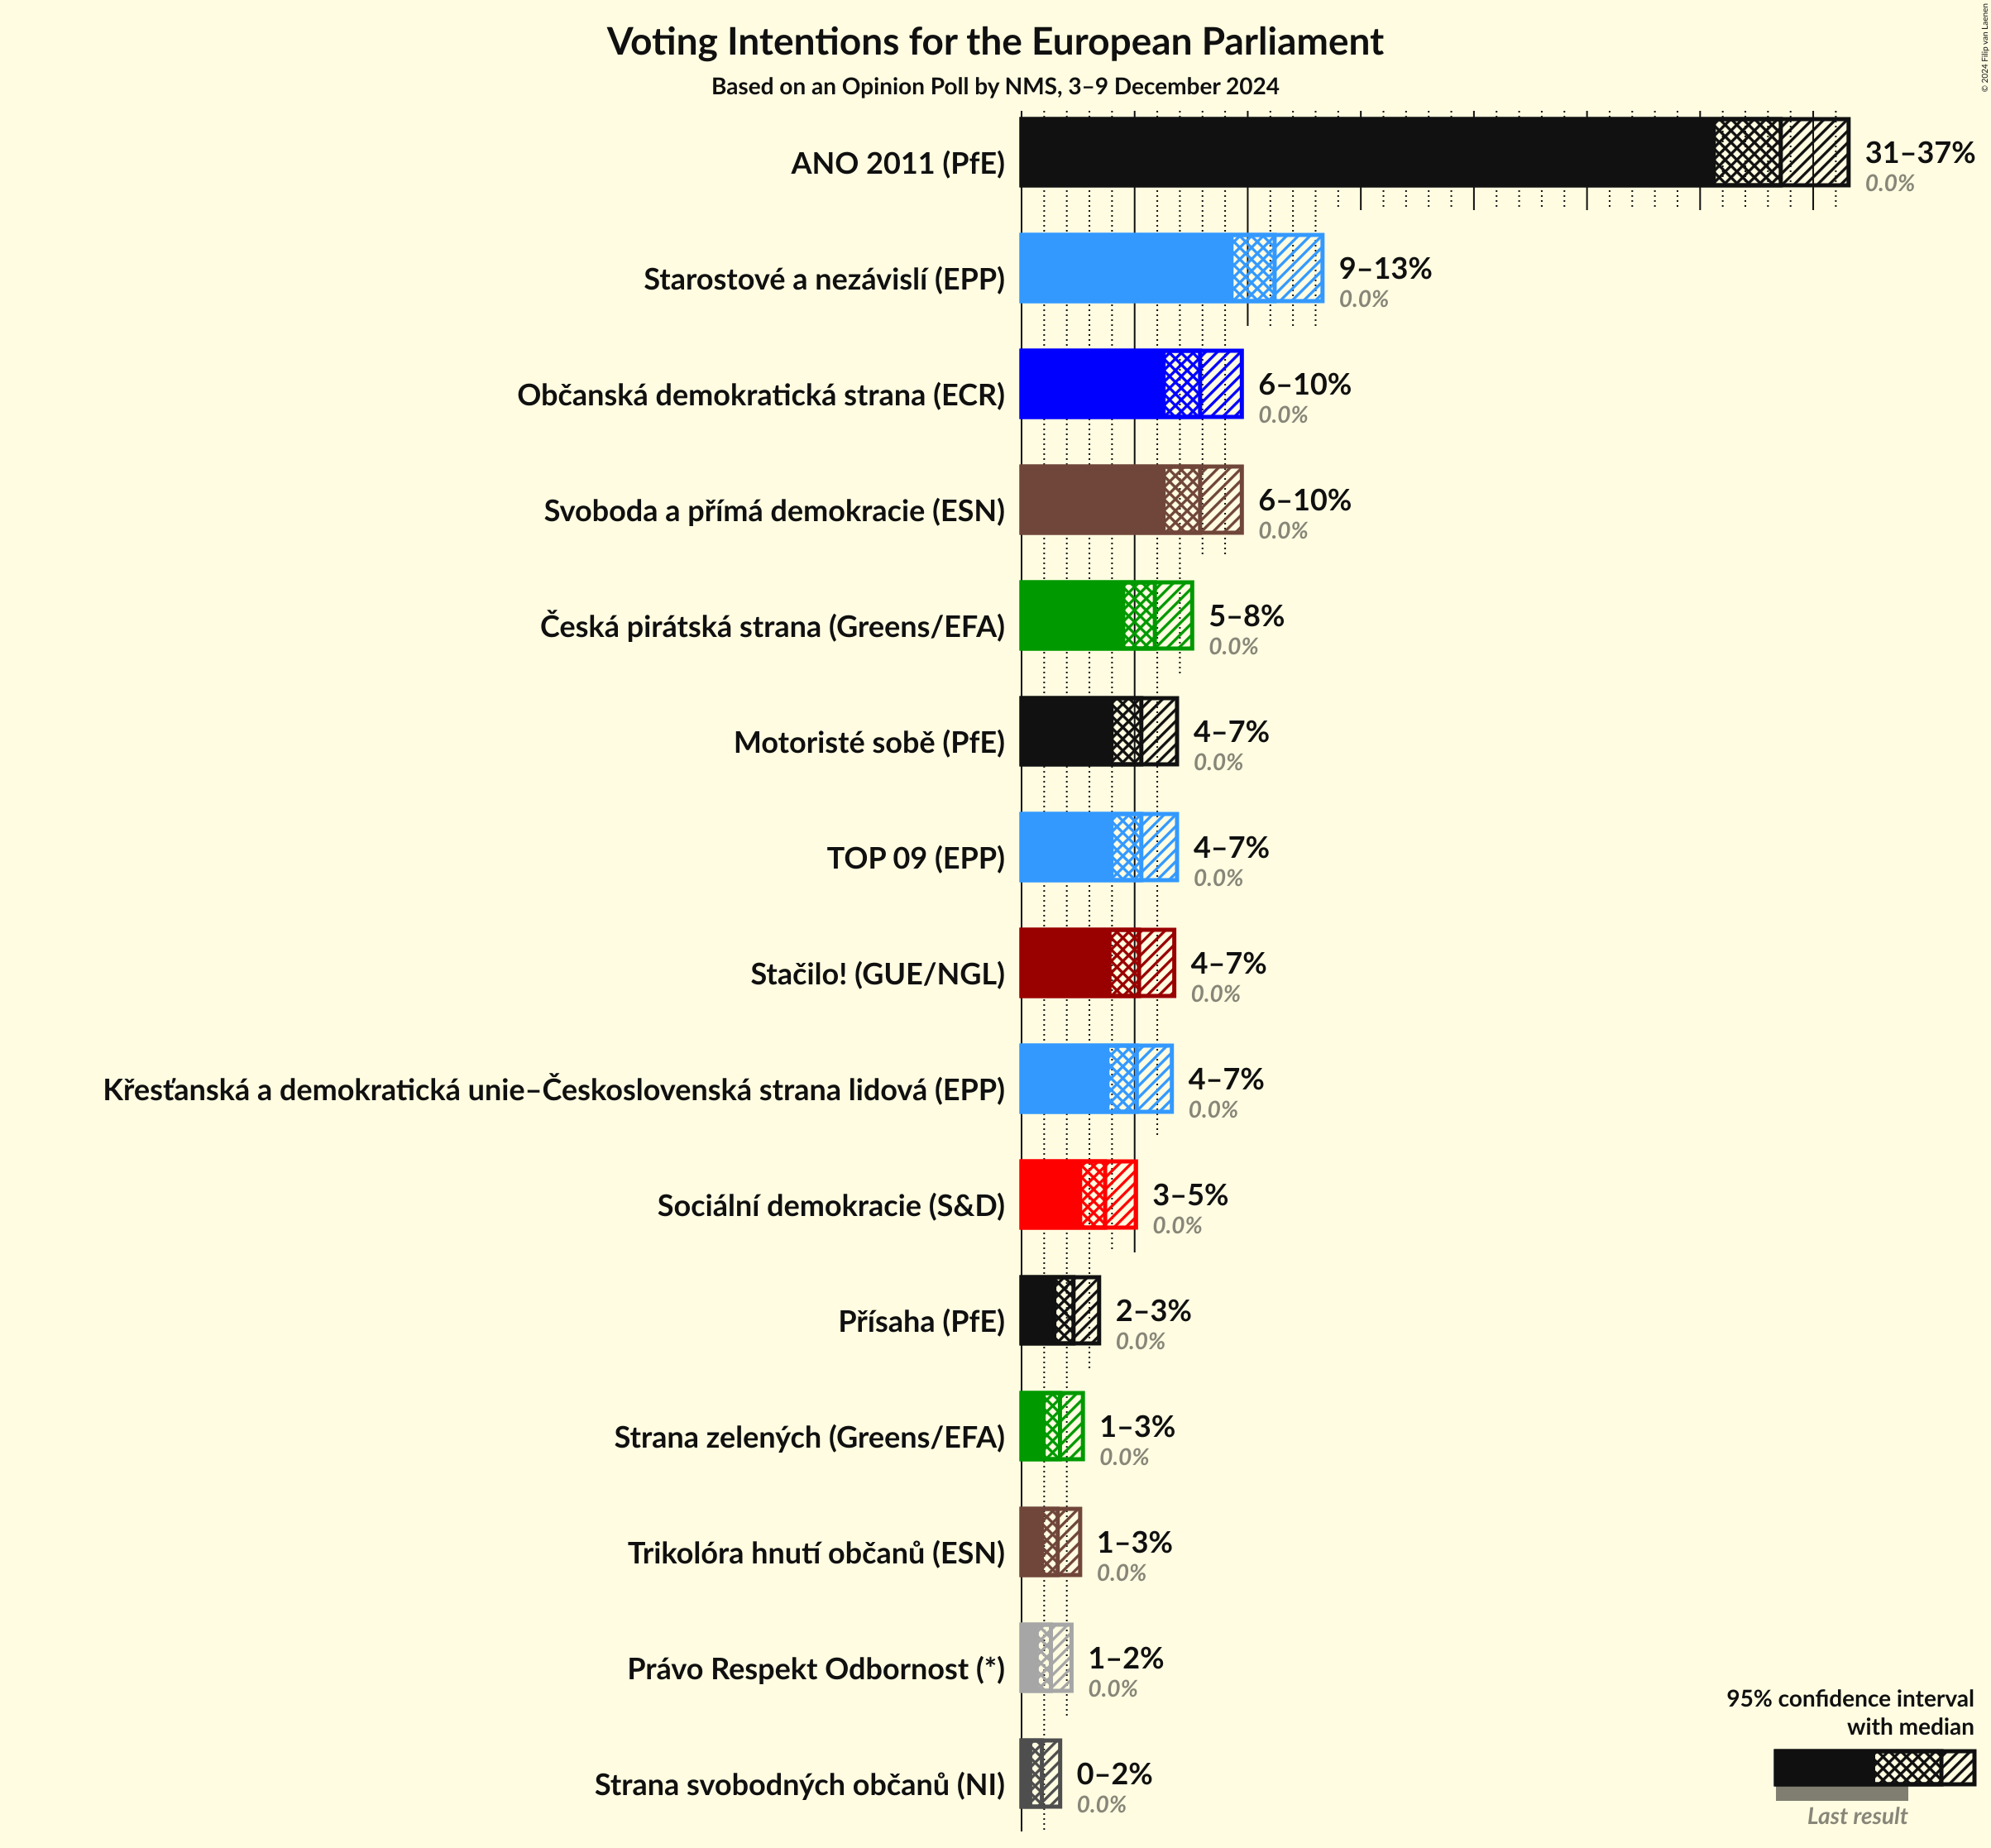 Voting Intentions for the European Parliament
Based on an Opinion Poll by NMS, 3–9 December 2024
© 2024 Filip van Laenen
ANO 2011 (PfE)
31–37%
0.0%
Starostové a nezávislí (EPP)
9–13%
0.0%
Občanská demokratická strana (ECR)
6–10%
0.0%
Svoboda a přímá demokracie (ESN)
6–10%
0.0%
Česká pirátská strana (Greens/EFA)
5–8%
0.0%
Motoristé sobě (PfE)
4–7%
0.0%
TOP 09 (EPP)
4–7%
0.0%
Stačilo! (GUE/NGL)
4–7%
0.0%
Křesťanská a demokratická unie–Československá strana lidová (EPP)
4–7%
0.0%
Sociální demokracie (S&D)
3–5%
0.0%
Přísaha (PfE)
2–3%
0.0%
Strana zelených (Greens/EFA)
1–3%
0.0%
Trikolóra hnutí občanů (ESN)
1–3%
0.0%
Právo Respekt Odbornost (*)
1–2%
0.0%
Strana svobodných občanů (NI)
0–2%
0.0%
95% confidence interval
with median
Last result